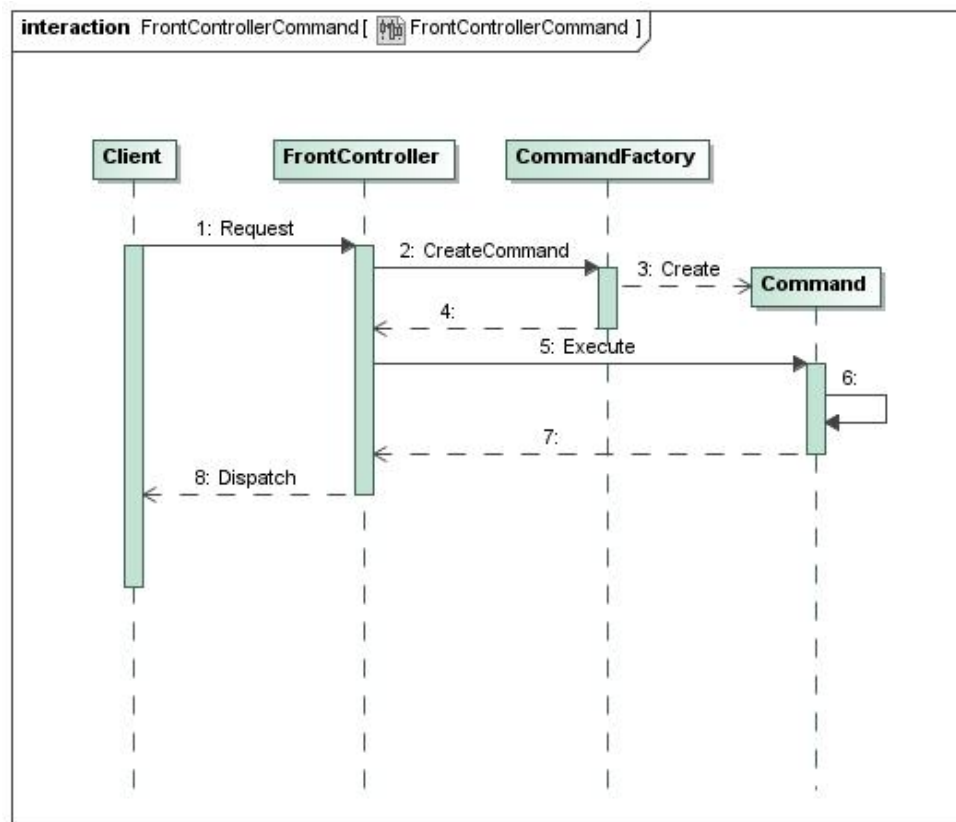 interaction FrontControllerCommand[ FrontControllerCommand ]
Client
FrontController
CommandFactory
1: Request
2: CreateCommand
3: Create
Command
4:
5: Execute
6:
7:
8: Dispatch